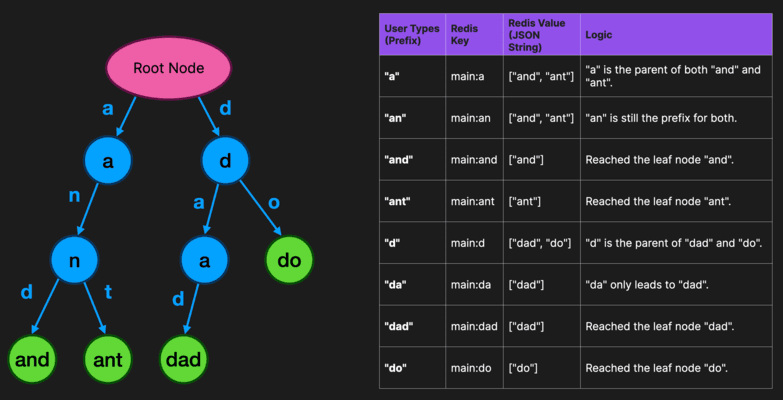 Root Node
a
d
a
d
n
a
o
n
a
do
d
t
d
and
ant
dad
User Types (Prefix)
Redis Key
Redis Value (JSON String)
Logic
"a"
main:a
["and", "ant"]
"a" is the parent of both "and" and "ant".
"an"
main:an
["and", "ant"]
"an" is still the prefix for both.
"and"
main:and
["and"]
Reached the leaf node "and".
"ant"
main:ant
["ant"]
Reached the leaf node "ant".
"d"
main:d
["dad", "do"]
"d" is the parent of "dad" and "do".
"da"
main:da
["dad"]
"da" only leads to "dad".
"dad"
main:dad
["dad"]
Reached the leaf node "dad".
"do"
main:do
["do"]
Reached the leaf node "do".